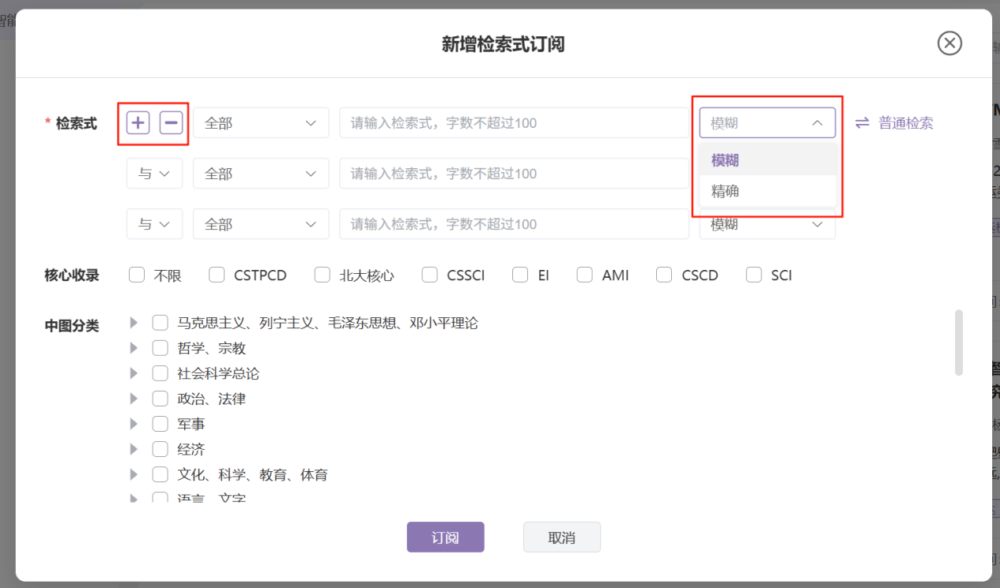 新增检索式订阅
* 检索式 全部 请输入检索式，字数不超过100 模糊 普通检索
模糊
精确
与 全部 请输入检索式，字数不超过100
与 全部 请输入检索式，字数不超过100 模糊
核心收录 不限 CSTPCD 北大核心 CSSCI EI AMI CSCD SCI
中图分类 马克思主义、列宁主义、毛泽东思想、邓小平理论
哲学、宗教
社会科学总论
政治、法律
军事
经济
文化、科学、教育、体育
语言、文字
订阅 取消